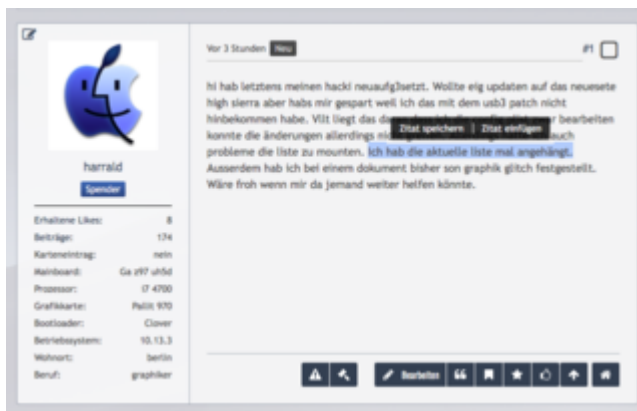 Vor 3 Stunden Neu
#1
hi hab letztens meinen hacki neuaufg3setzt. Wollte eig updaten auf das neuesete
high sierra aber habs mir gespart weil ich das mit dem usb3 patch nicht
hinbekommen habe. Vllt liegt das da bearbeiten
konnte die änderungen allerdings auch
Zitat speichern | Zitat einfügen
probleme die liste zu mounten. Ich hab die aktuelle liste mal angehängt.
Ausserdem hab ich bei einem dokument bisher son graphik glitch festgestellt.
Wäre froh wenn mir da jemand weiter helfen könnte.
harrald
Spender
Erhaltene Likes: 8
Beiträge: 174
Karteneintrag: nein
Mainboard: Ga z97 uh5d
Prozessor: i7 4700
Grafikkarte: Pallit 970
Bootloader: Clover
Betriebssystem: 10.13.3
Wohnort: berlin
Beruf: graphiker
Bearbeiten